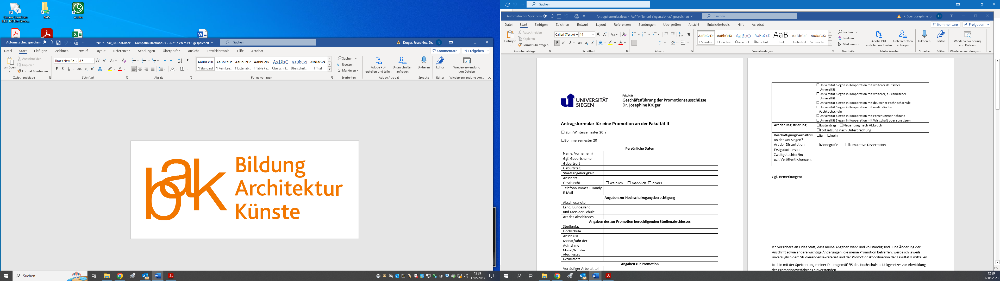 Canon CanoScan
LiDE 120 On-Scree...
NAS
sciebo
Automatisches Speichern
UNIS-f2-bak_PAT.pdf.docx - Kompatibilitätsmodus • Auf "diesem PC" gespeichert
Suchen
Krüger, Josephine, Dr.
KJ
Datei Start Einfügen Zeichnen Entwurf Layout Referenzen Sendungen Überprüfen Ansicht Entwicklertools Hilfe Acrobat
Kommentare
Freigeben
Einfügen
Ausschneiden
Kopieren
Format übertragen
Zwischenablage
Times New Ro
8,5
F K U ab x₂ x²
Schriftart
Absatz
AaBbCcDc AaBbCcDc AaBbCcDc AaBbCcDc AaBbC AaBbCcl AaBbCcL
¶ Standard ¶ Kein Lee... ¶ Listenab... ¶ Table Pa... Überschrif... Überschrif... ¶ Titel
Formatvorlagen
Suchen
Ersetzen
Markieren
Bearbeiten
Adobe PDF
erstellen und teilen
Unterschriften
anfragen
Adobe Acrobat
Diktieren
Sprache
Editor
Editor
Wiederverwendung
von Dateien
Wiederverwendung von...
bak
Bildung
Architektur
Künste
Suchen
12:39
17.05.2023
Suchen
Automatisches Speichern
Antragsformular.docx • Auf "\\filer.uni-siegen.de\nas" gespeichert
Suchen
Krüger, Josephine, Dr.
KJ
Datei Start Einfügen Zeichnen Entwurf Layout Referenzen Sendungen Überprüfen Ansicht Entwicklertools Hilfe Acrobat
Kommentare
Freigeben
Einfügen
Ausschneiden
Kopieren
Format übertragen
Zwischenablage
Calibri (Textkö
14
F K U ab x₂ x²
Schriftart
Absatz
AaBbCcDc AaBbCcDc AaBbCc AaBbCcD AaB AaBbCcD AaBbCcDc
¶ Standard ¶ Kein Lee... Überschrif... Überschrif... Titel Untertitel Schwache...
Formatvorlagen
Suchen
Ersetzen
Markieren
Bearbeiten
Adobe PDF
erstellen und teilen
Unterschriften
anfragen
Adobe Acrobat
Diktieren
Sprache
Editor
Editor
Wiederverwendung
von Dateien
Wiederverwendung von...
UNIVERSITÄT
SIEGEN
Fakultät II
Geschäftsführung der Promotionsausschüsse
Dr. Josephine Krüger
Antragsformular für eine Promotion an der Fakultät II
☐ Zum Wintersemester 20 /
☐Sommersemester 20
Persönliche Daten
Name, Vorname(n)
Ggf. Geburtsname
Geburtsort
Geburtstag
Staatsangehörigkeit
Anschrift
Geschlecht ☐ weiblich ☐ männlich ☐ divers
Telefonnummer + Handy
E-Mail
Angaben zur Hochschulzugangsberechtigung
Abschlussnote
Land, Bundesland
und Kreis der Schule
Art des Abschlusses
Angaben des zur Promotion berechtigenden Studienabschlusses
Studienfach
Hochschule
Abschluss
Monat/Jahr der
Aufnahme
Monat/Jahr des
Abschlusses
Gesamtnote
Angaben zur Promotion
Vorläufiger Arbeitstitel
☐Universität Siegen in Kooperation mit weiterer deutscher
Universität
☐Universität Siegen in Kooperation mit weiterer, ausländischer
Universität
☐Universität Siegen in Kooperation mit deutscher Fachhochschule
☐Universität Siegen in Kooperation mit ausländischer
Fachhochschule
☐Universität Siegen in Kooperation mit Forschungseinrichtung
☐Universität Siegen in Kooperation mit Wirtschaft oder sonstigem
Art der Registrierung ☐Erstantrag ☐Neuantrag nach Abbruch
☐Fortsetzung nach Unterbrechung
Beschäftigungsverhältnis ☐ja ☐nein
an der Uni Siegen?
Art der Dissertation ☐Monografie ☐kumulative Dissertation
Erstgutachter/in:
Zweitgutachter/in:
ggf. Veröffentlichungen:
Ggf. Bemerkungen:
Ich versichere an Eides Statt, dass meine Angaben wahr und vollständig sind. Eine Änderung der
Anschrift sowie andere wichtige Änderungen, die meine Promotion betreffen, werde ich jeweils
unverzüglich dem Studierendensekretariat und der Promotionskoordination der Fakultät II mitteilen.
Ich bin mit der Speicherung meiner Daten gemäß §5 des Hochschulstatistikgesetzes zur Abwicklung
des Promotionsverfahrens einverstanden
12:39
17.05.2023